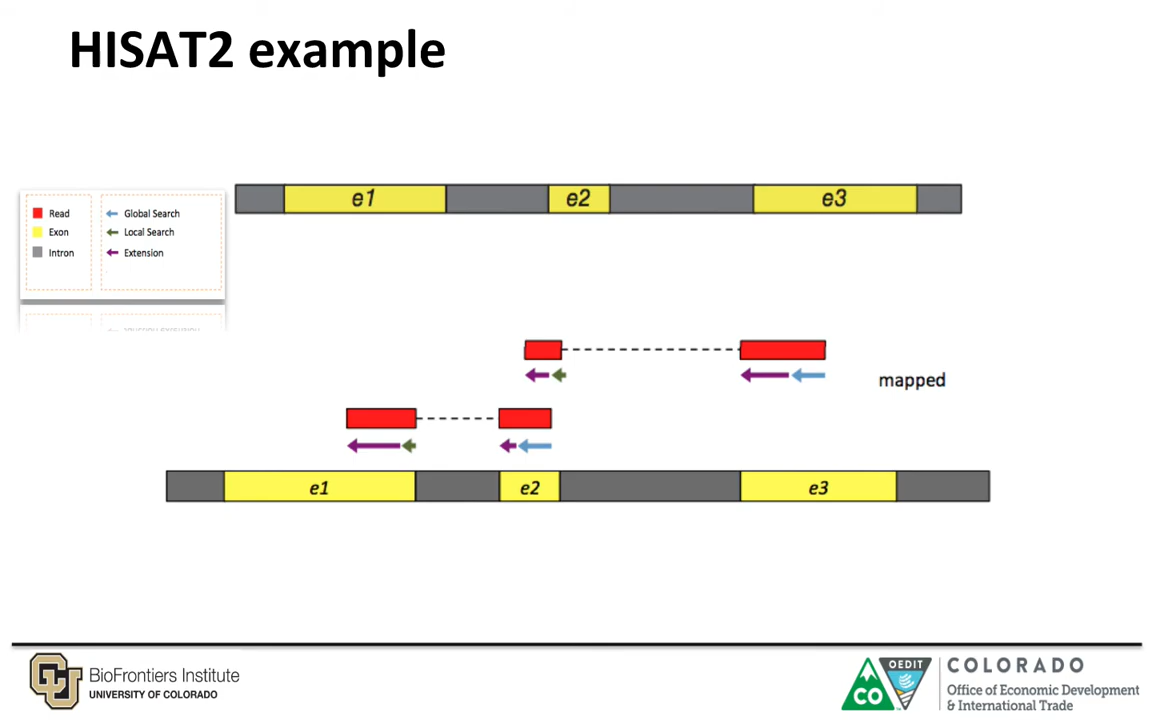 HISAT2 example
e1 e2 e3
Read
Exon
Intron
Global Search
Local Search
Extension
mapped
e1 e2 e3
CU
BioFrontiers Institute
UNIVERSITY OF COLORADO
CO
OEDIT
COLORADO
Office of Economic Development
& International Trade